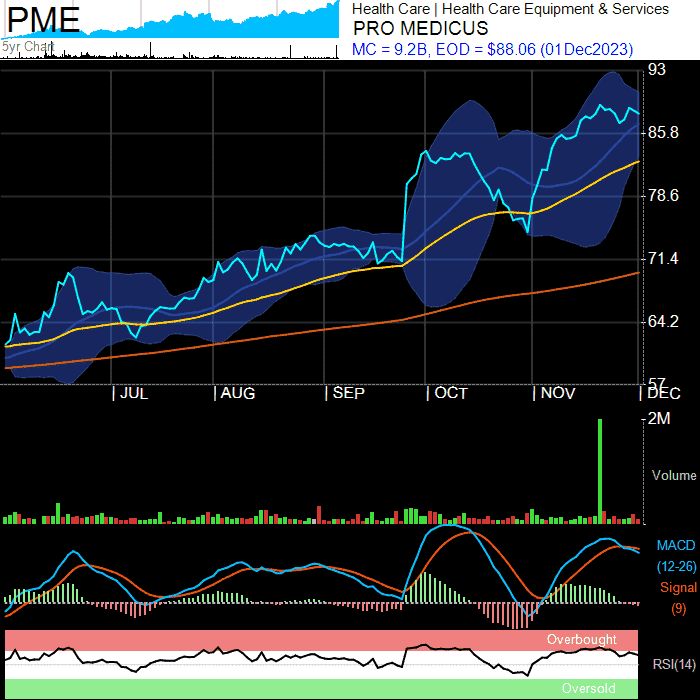 PME
5yr Chart
Health Care | Health Care Equipment & Services
PRO MEDICUS
MC = 9.2B, EOD = $88.06 (01Dec2023)
93
85.8
78.6
71.4
64.2
57
JUL AUG SEP OCT NOV DEC
2M
Volume
MACD
(12-26)
Signal
(9)
Overbought
RSI(14)
Oversold